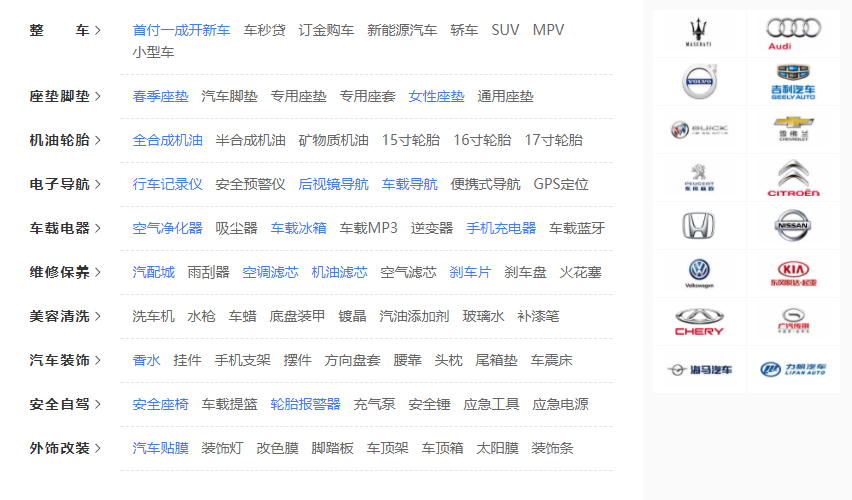 整 车 > 首付一成开新车 车秒贷 订金购车 新能源汽车 轿车 SUV MPV
小型车
座垫脚垫 > 春季座垫 汽车脚垫 专用座垫 专用座套 女性座垫 通用座垫
机油轮胎 > 全合成机油 半合成机油 矿物质机油 15寸轮胎 16寸轮胎 17寸轮胎
电子导航 > 行车记录仪 安全预警仪 后视镜导航 车载导航 便携式导航 GPS定位
车载电器 > 空气净化器 吸尘器 车载冰箱 车载MP3 逆变器 手机充电器 车载蓝牙
维修保养 > 汽配城 雨刮器 空调滤芯 机油滤芯 空气滤芯 刹车片 刹车盘 火花塞
美容清洗 > 洗车机 水枪 车蜡 底盘装甲 镀晶 汽油添加剂 玻璃水 补漆笔
汽车装饰 > 香水 挂件 手机支架 摆件 方向盘套 腰靠 头枕 尾箱垫 车震床
安全自驾 > 安全座椅 车载提篮 轮胎报警器 充气泵 安全锤 应急工具 应急电源
外饰改装 > 汽车贴膜 装饰灯 改色膜 脚踏板 车顶架 车顶箱 太阳膜 装饰条
MASERATI
Audi
VOLVO
吉利汽车
GEELY AUTO
BUICK
雪佛兰
CHEVROLET
PEUGEOT
东风标致
CITROËN
NISSAN
Volkswagen
KIA
东风悦达·起亚
CHERY
广汽传祺
海马汽车
力帆汽车
LIFAN AUTO